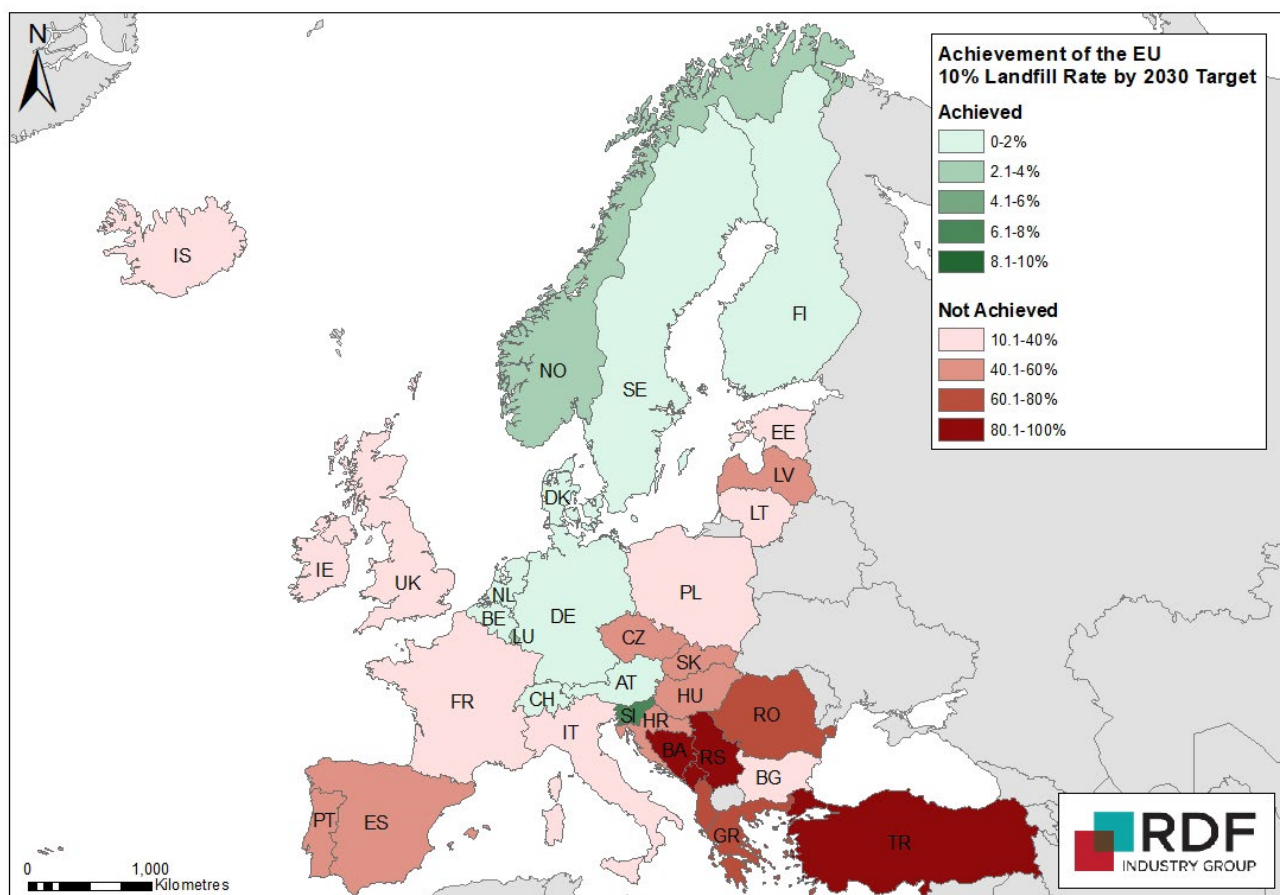 N
Achievement of the EU
10% Landfill Rate by 2030 Target
Achieved
0-2%
2.1-4%
4.1-6%
6.1-8%
8.1-10%
Not Achieved
10.1-40%
40.1-60%
60.1-80%
80.1-100%
IS
FI
NO
SE
EE
LV
DK
LT
IE
UK
NL
PL
BE
DE
LU
CZ
SK
AT
HU
CH
FR
SI
HR
RO
IT
BA
RS
BG
PT
ES
GR
TR
0 1,000
Kilometres
RDF
INDUSTRY GROUP